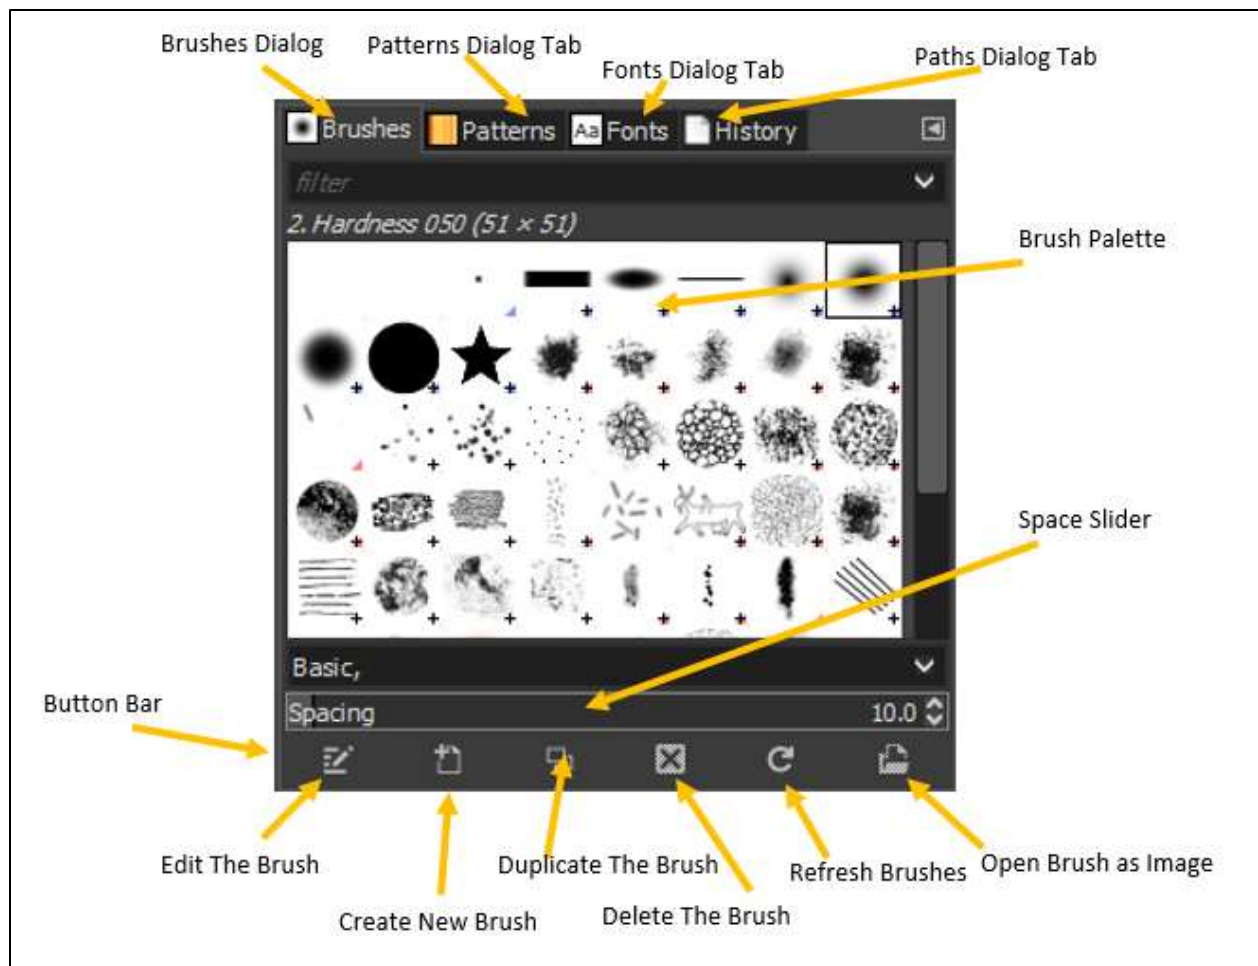 Brushes Dialog
Patterns Dialog Tab
Fonts Dialog Tab
Paths Dialog Tab
Brushes
Patterns
Aa Fonts
History
filter
2. Hardness 050 (51 × 51)
Brush Palette
Space Slider
Basic,
Button Bar
Spacing 10.0
Edit The Brush
Duplicate The Brush
Refresh Brushes
Open Brush as Image
Create New Brush
Delete The Brush